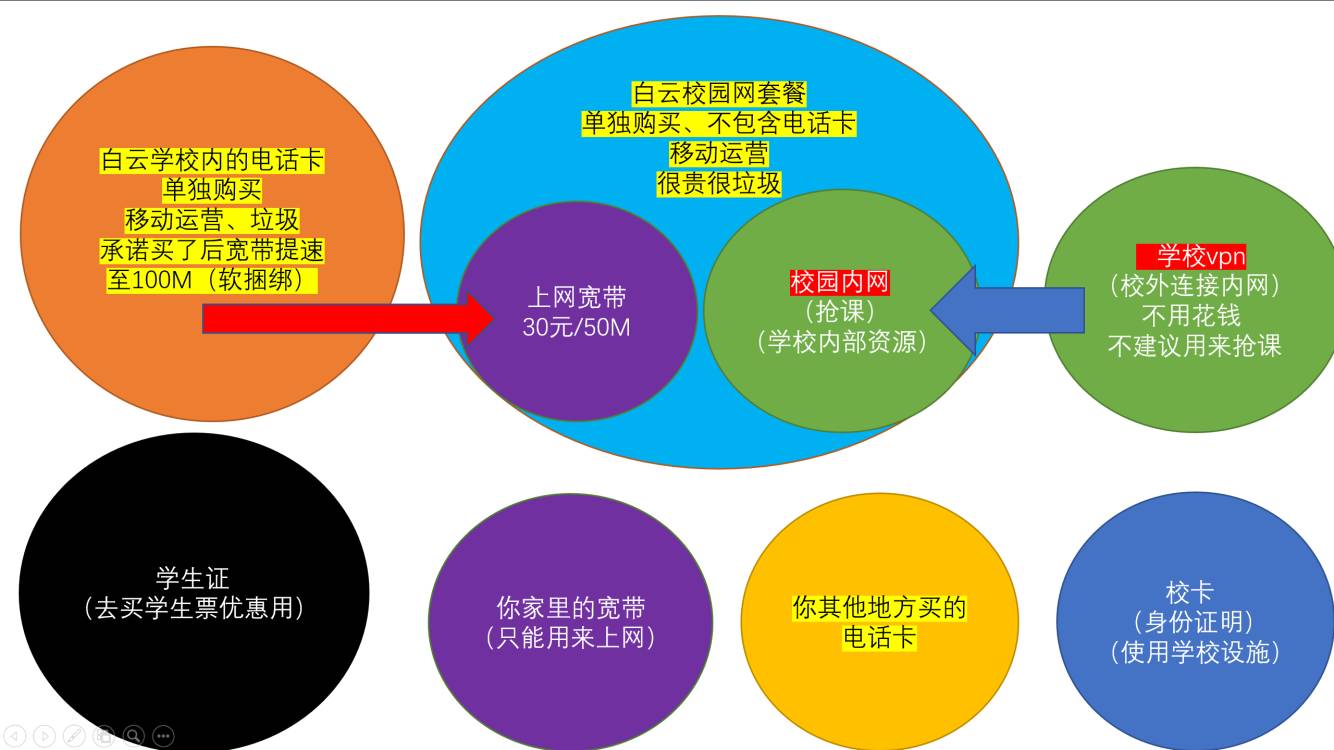 白云校园网套餐
单独购买、不包含电话卡
移动运营
很贵很垃圾
白云学校内的电话卡
单独购买
移动运营、垃圾
承诺买了后宽带提速
至100M（软捆绑）
上网宽带
30元/50M
校园内网
（抢课）
（学校内部资源）
学校vpn
（校外连接内网）
不用花钱
不建议用来抢课
学生证
（去买学生票优惠用）
你家里的宽带
（只能用来上网）
你其他地方买的
电话卡
校卡
（身份证明）
（使用学校设施）